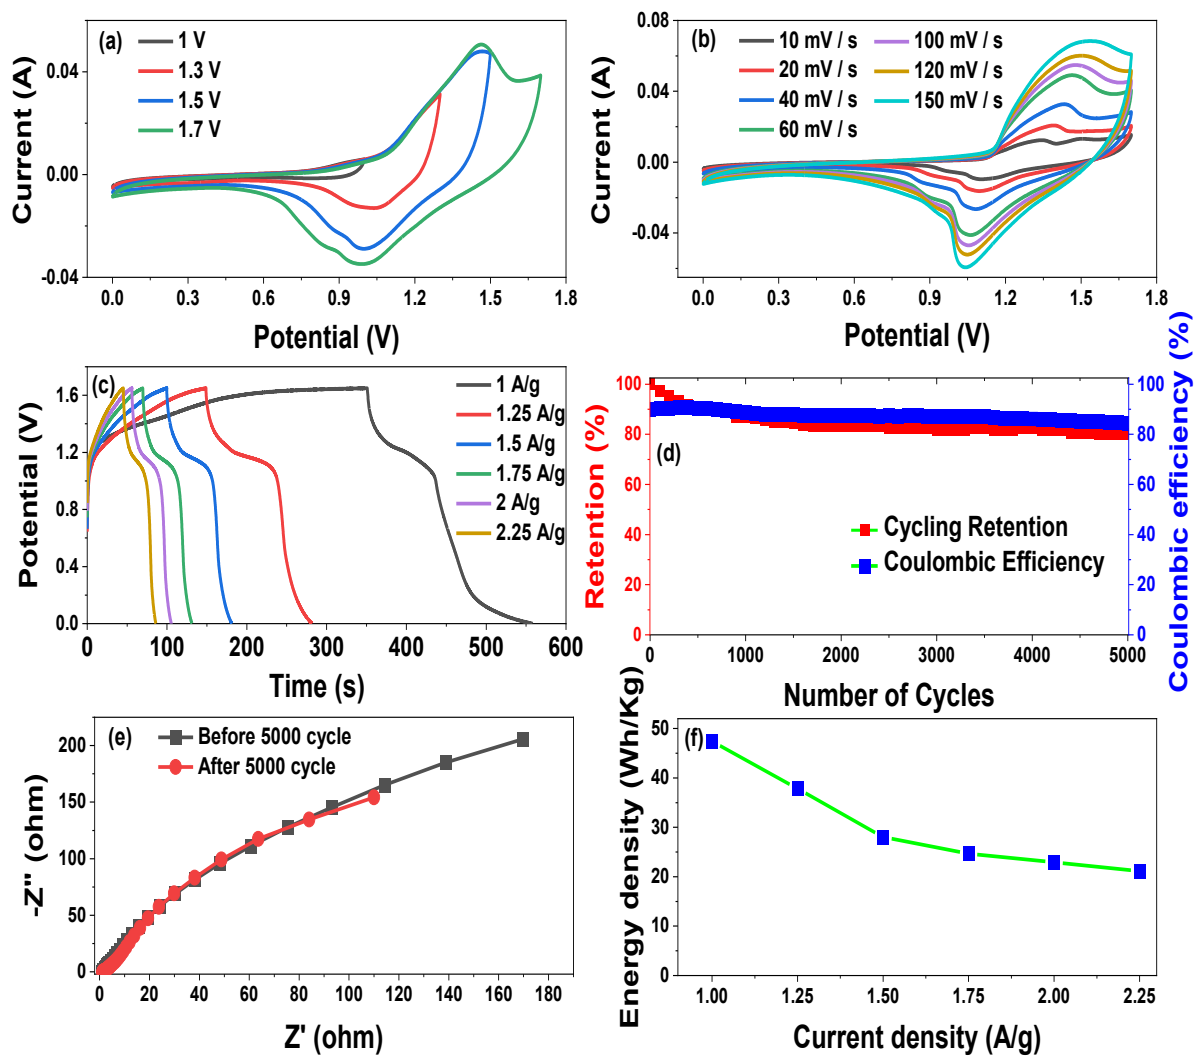 (a)
1 V
1.3 V
1.5 V
1.7 V
0.04
0.00
-0.04
0.0 0.3 0.6 0.9 1.2 1.5 1.8
Current (A)
Potential (V)
(b)
10 mV / s
20 mV / s
40 mV / s
60 mV / s
100 mV / s
120 mV / s
150 mV / s
0.08
0.04
0.00
-0.04
0.0 0.3 0.6 0.9 1.2 1.5 1.8
Current (A)
Potential (V)
(c)
1 A/g
1.25 A/g
1.5 A/g
1.75 A/g
2 A/g
2.25 A/g
1.6
1.2
0.8
0.4
0.0
0 100 200 300 400 500 600
Potential (V)
Time (s)
(d)
Cycling Retention
Coulombic Efficiency
100
80
60
40
20
0
100
80
60
40
20
0
0 1000 2000 3000 4000 5000
Retention (%)
Coulombic efficiency (%)
Number of Cycles
(e)
Before 5000 cycle
After 5000 cycle
200
150
100
50
0
0 20 40 60 80 100 120 140 160 180
-Z'' (ohm)
Z' (ohm)
(f)
50
40
30
20
10
0
1.00 1.25 1.50 1.75 2.00 2.25
Energy density (Wh/Kg)
Current density (A/g)